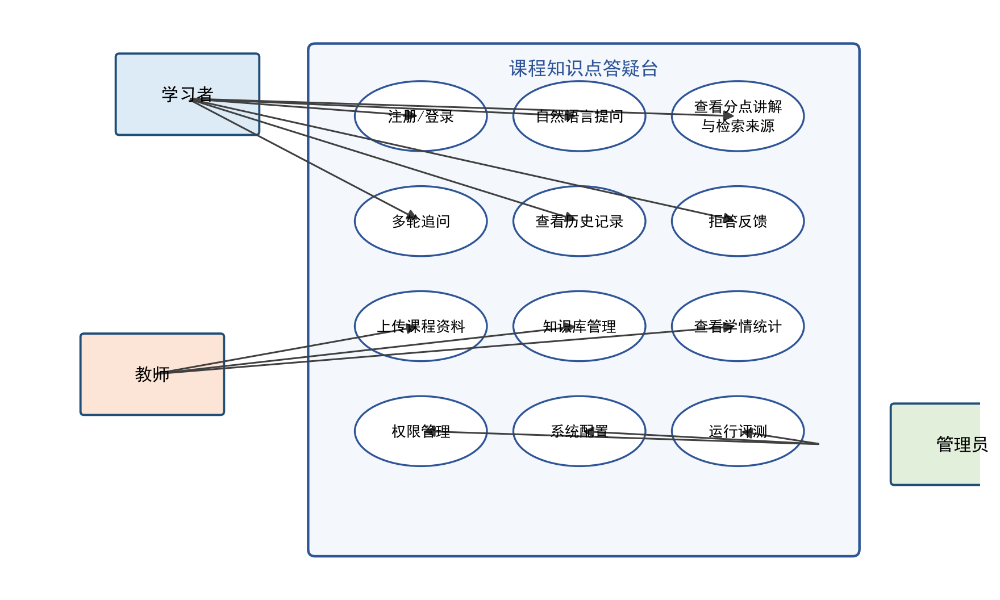 课程知识点答疑台
学习者
注册/登录
自然语言提问
查看分点讲解
与检索来源
多轮追问
查看历史记录
拒答反馈
上传课程资料
知识库管理
查看学情统计
教师
权限管理
系统配置
运行评测
管理员